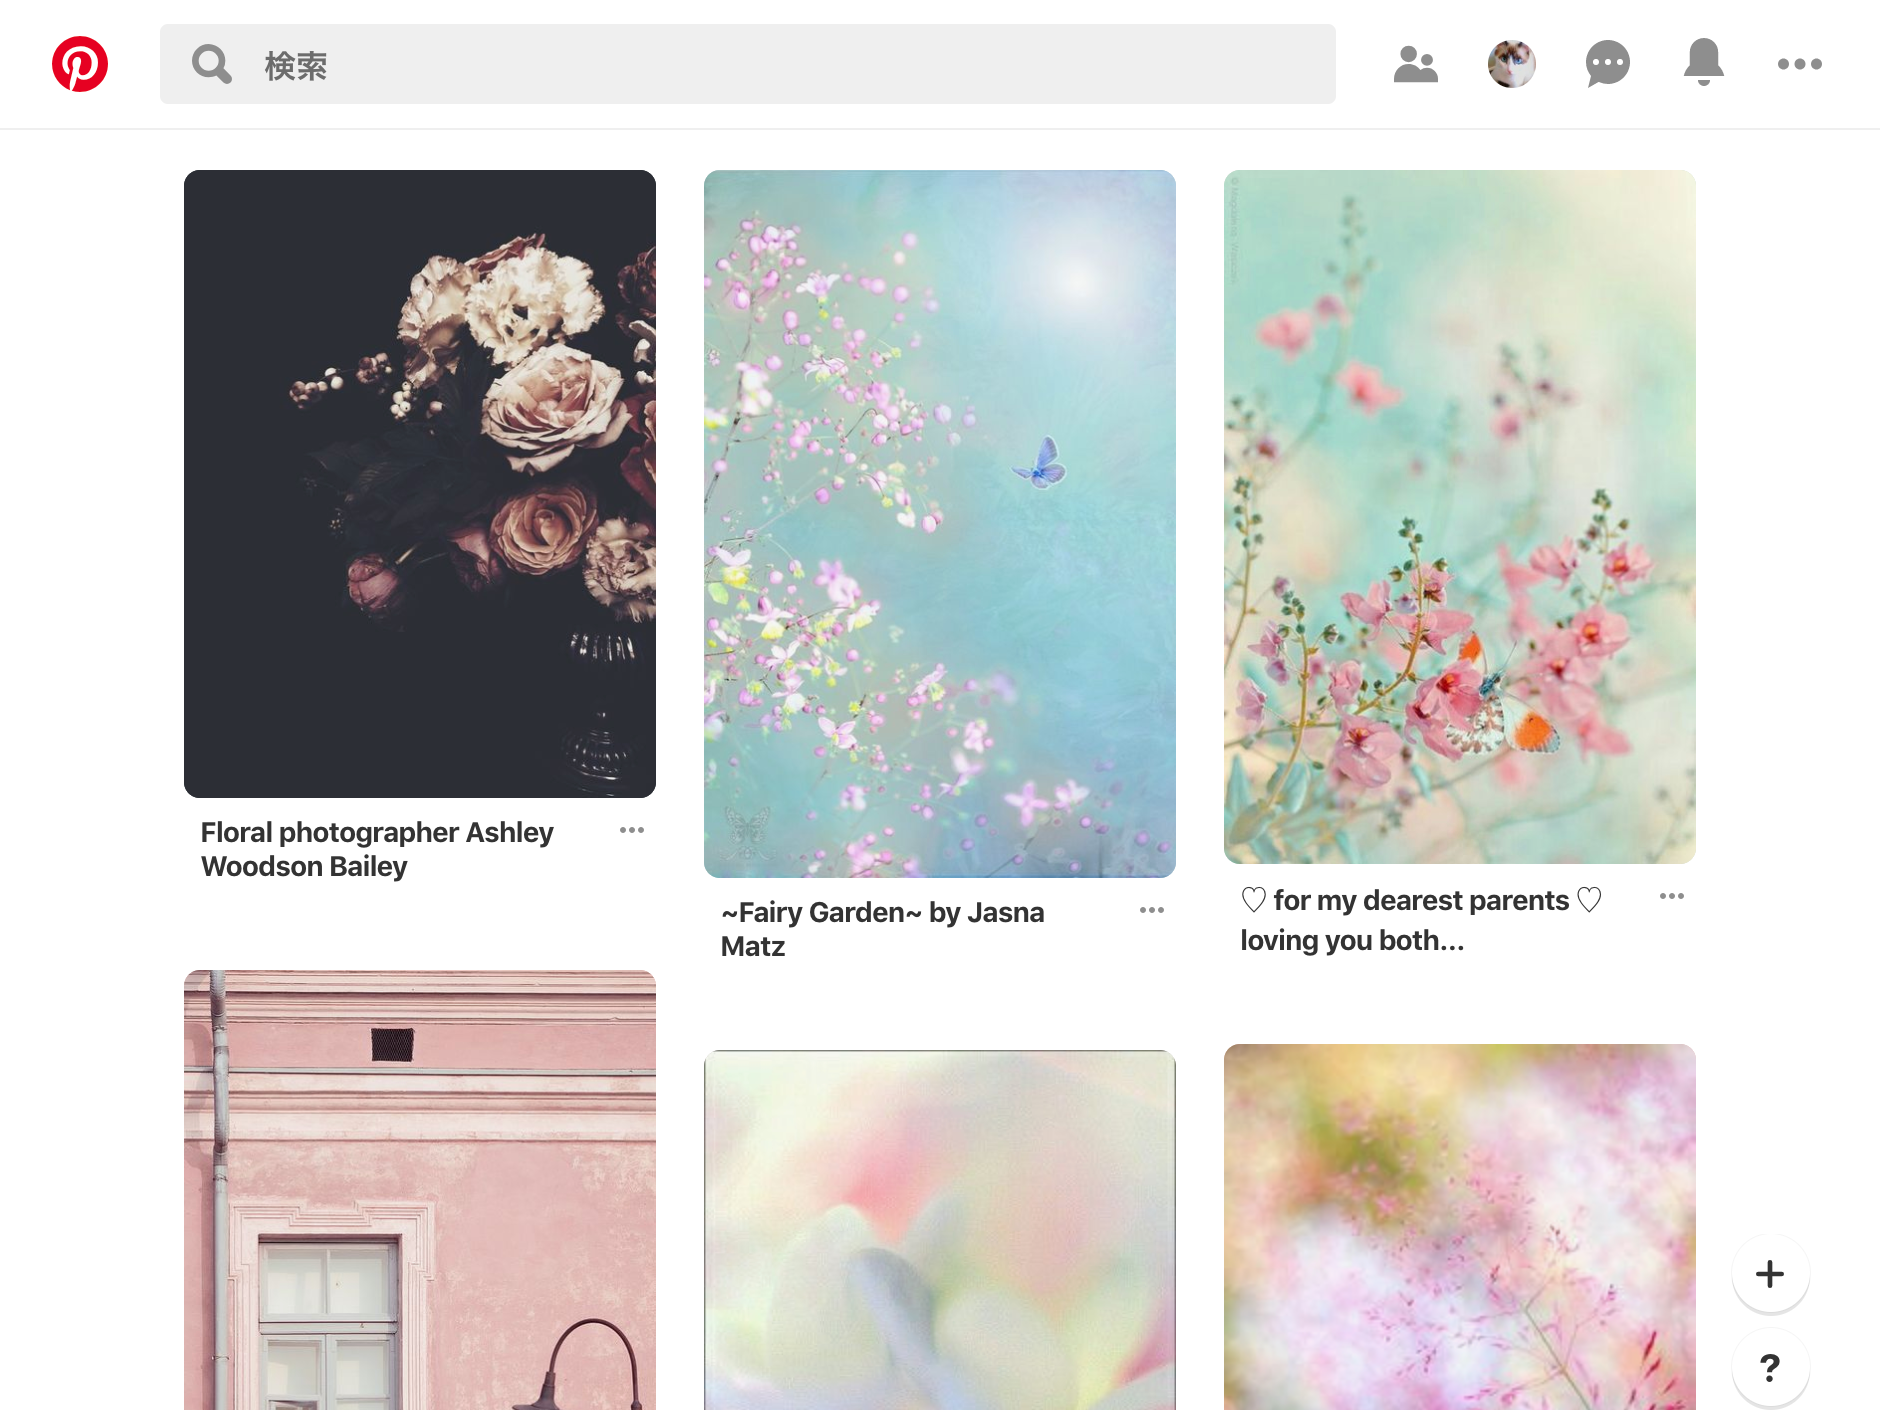 検索
Floral photographer Ashley
Woodson Bailey
~Fairy Garden~ by Jasna
Matz
♡ for my dearest parents ♡
loving you both...
?